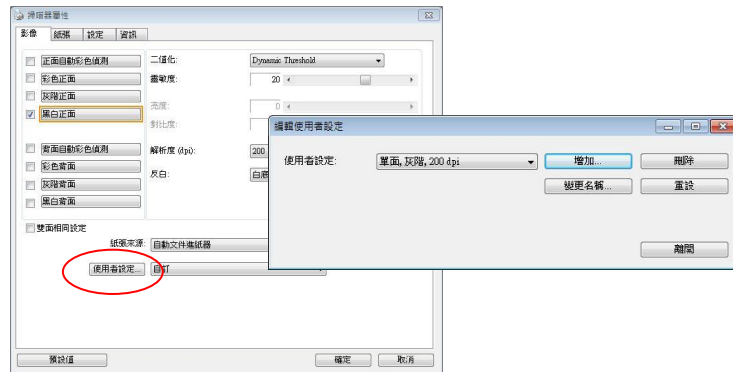 掃瞄器屬性
影像 紙張 設定 資訊
正面自動彩色偵測
彩色正面
灰階正面
黑白正面
背面自動彩色偵測
彩色背面
灰階背面
黑白背面
二值化: Dynamic Threshold
靈敏度: 20
亮度: 0
對比度:
解析度 (dpi): 200
反白: 白底
雙面相同設定
紙張來源: 自動文件進紙器
使用者設定... 自訂
預設值 確定 取消
編輯使用者設定
使用者設定: 單面, 灰階, 200 dpi 增加... 刪除
變更名稱... 重設
離開